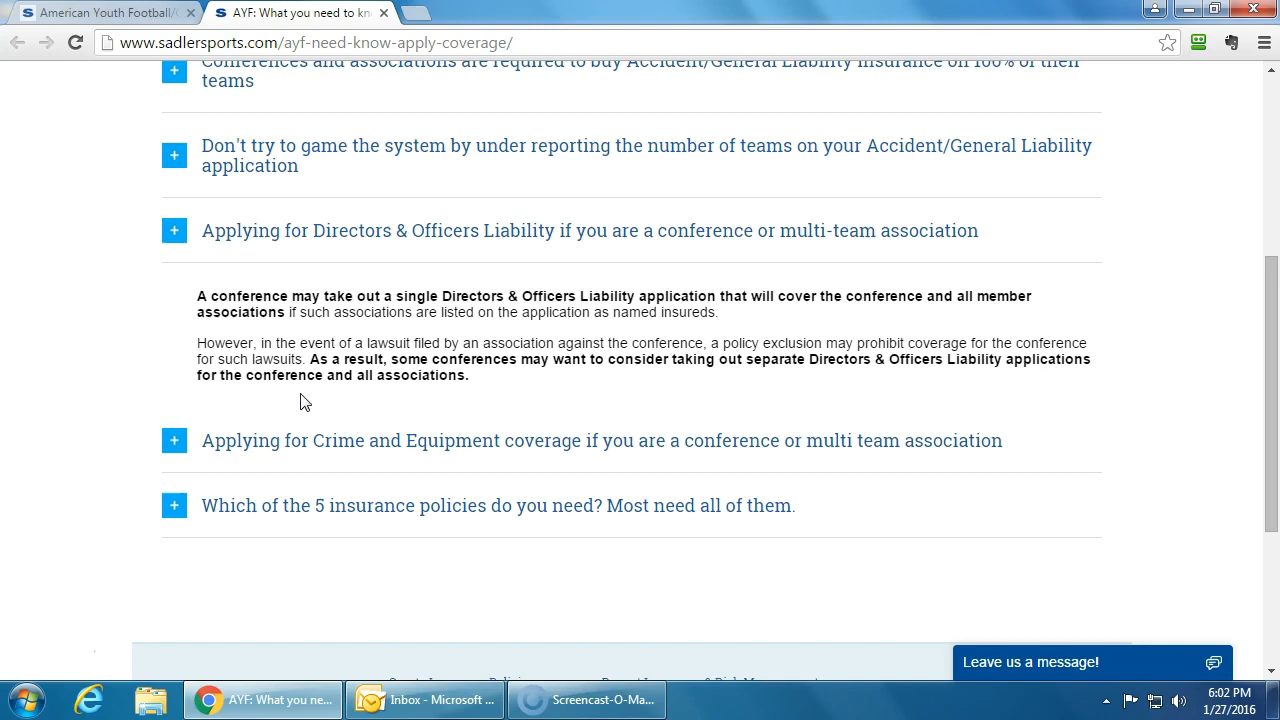 American Youth Football/C
AYF: What you need to kn
www.sadlersports.com/ayf-need-know-apply-coverage/
Conferences and associations are required to buy Accident/General Liability insurance on 100% of their
teams
Don't try to game the system by under reporting the number of teams on your Accident/General Liability
application
Applying for Directors & Officers Liability if you are a conference or multi-team association
A conference may take out a single Directors & Officers Liability application that will cover the conference and all member
associations if such associations are listed on the application as named insureds.
However, in the event of a lawsuit filed by an association against the conference, a policy exclusion may prohibit coverage for the conference
for such lawsuits. As a result, some conferences may want to consider taking out separate Directors & Officers Liability applications
for the conference and all associations.
Applying for Crime and Equipment coverage if you are a conference or multi team association
Which of the 5 insurance policies do you need? Most need all of them.
Leave us a message!
AYF: What you ne...
Inbox - Microsoft ...
Screencast-O-Ma...
6:02 PM
1/27/2016